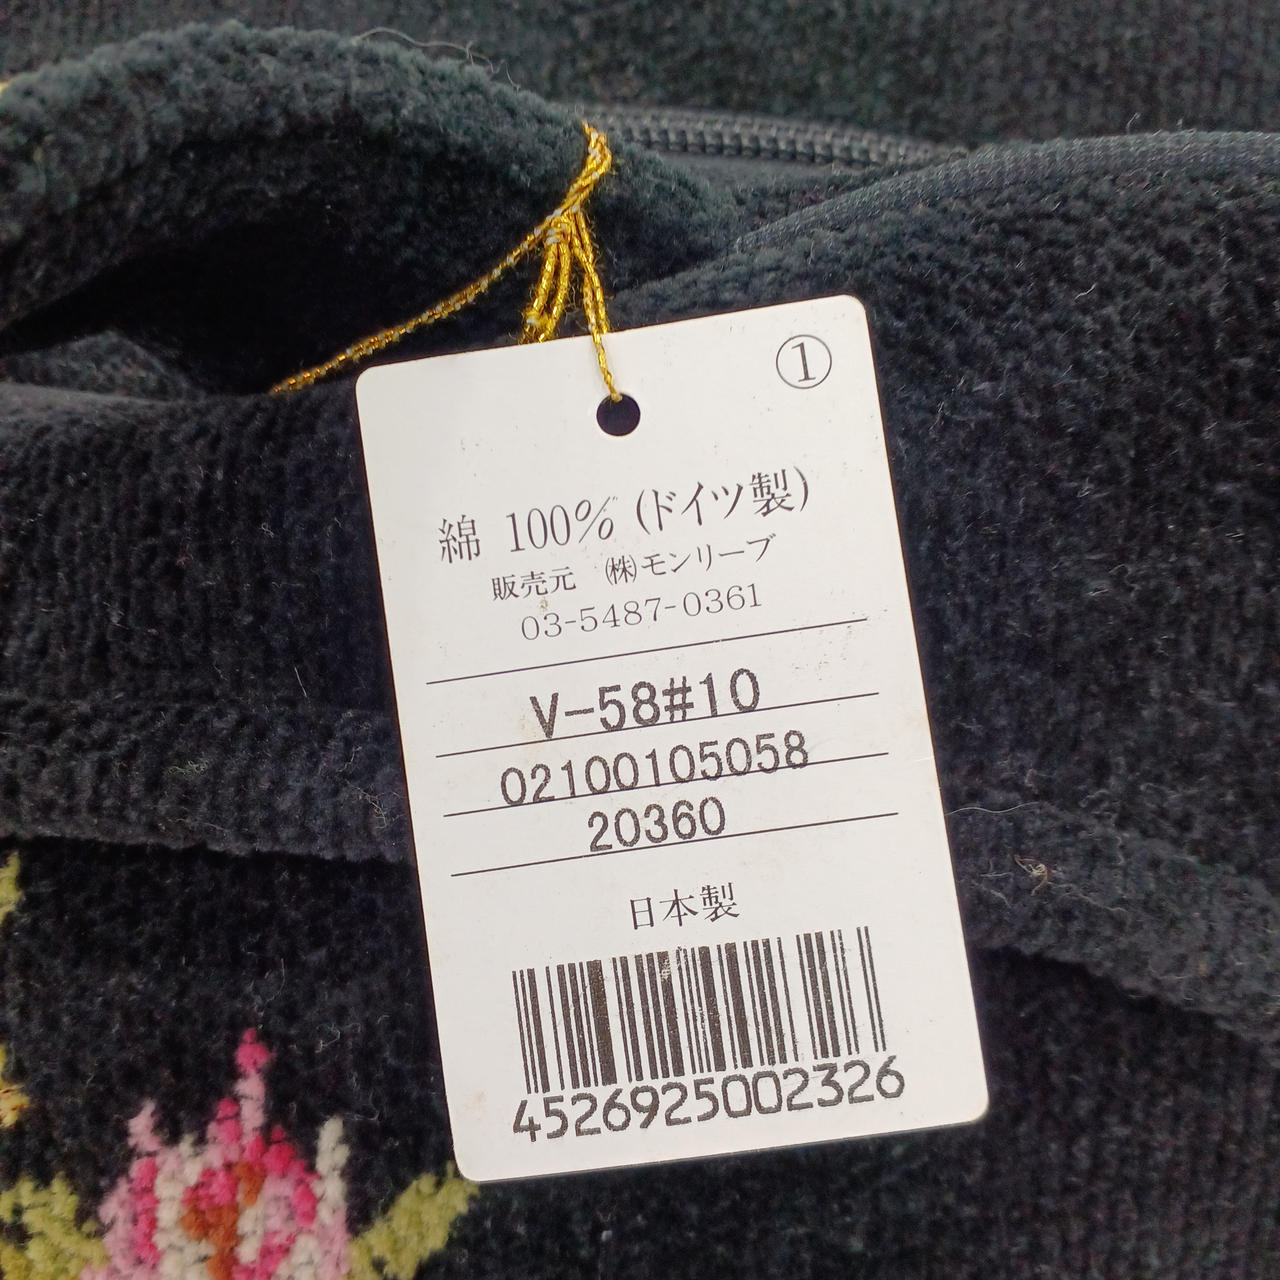 ①
綿 100% (ドイツ製)
販売元 ㈱モンリーブ
03-5487-0361
V-58#10
02100105058
20360
日本製
4526925002326